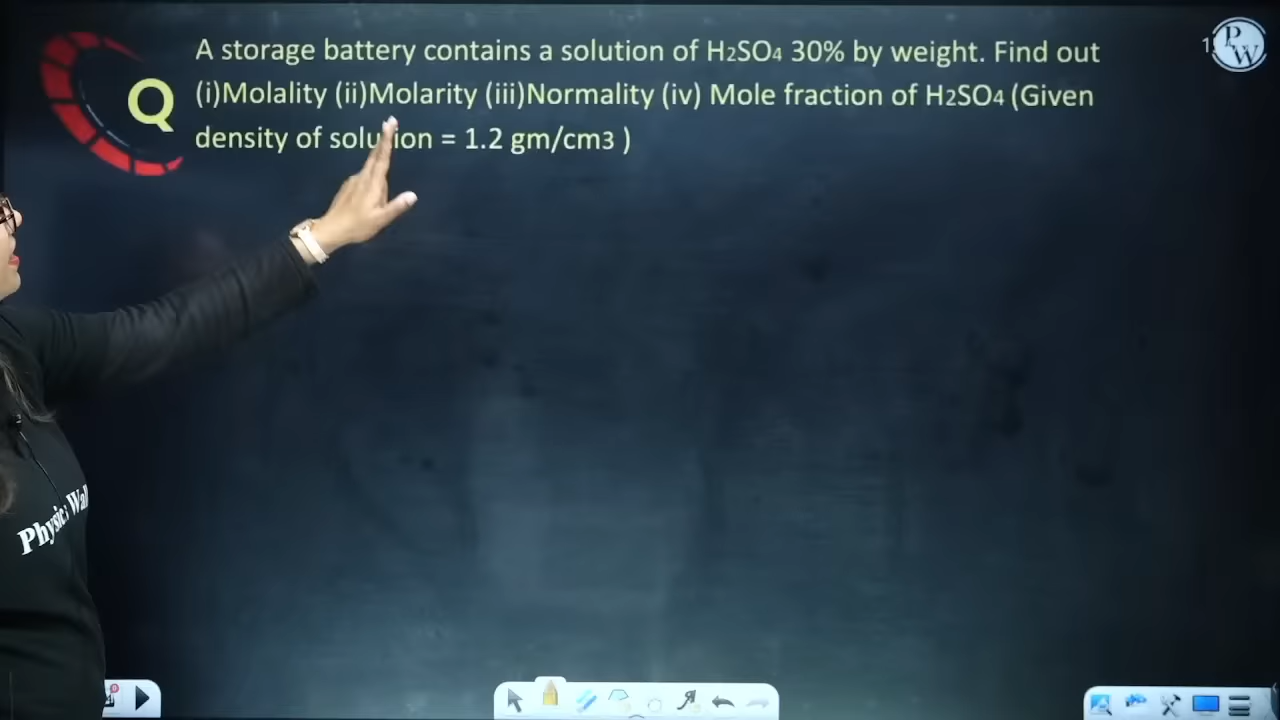 A storage battery contains a solution of H2SO4 30% by weight. Find out
Q
(i)Molality (ii)Molarity (iii)Normality (iv) Mole fraction of H2SO4 (Given
density of solution = 1.2 gm/cm3 )
PW
Physics Wal